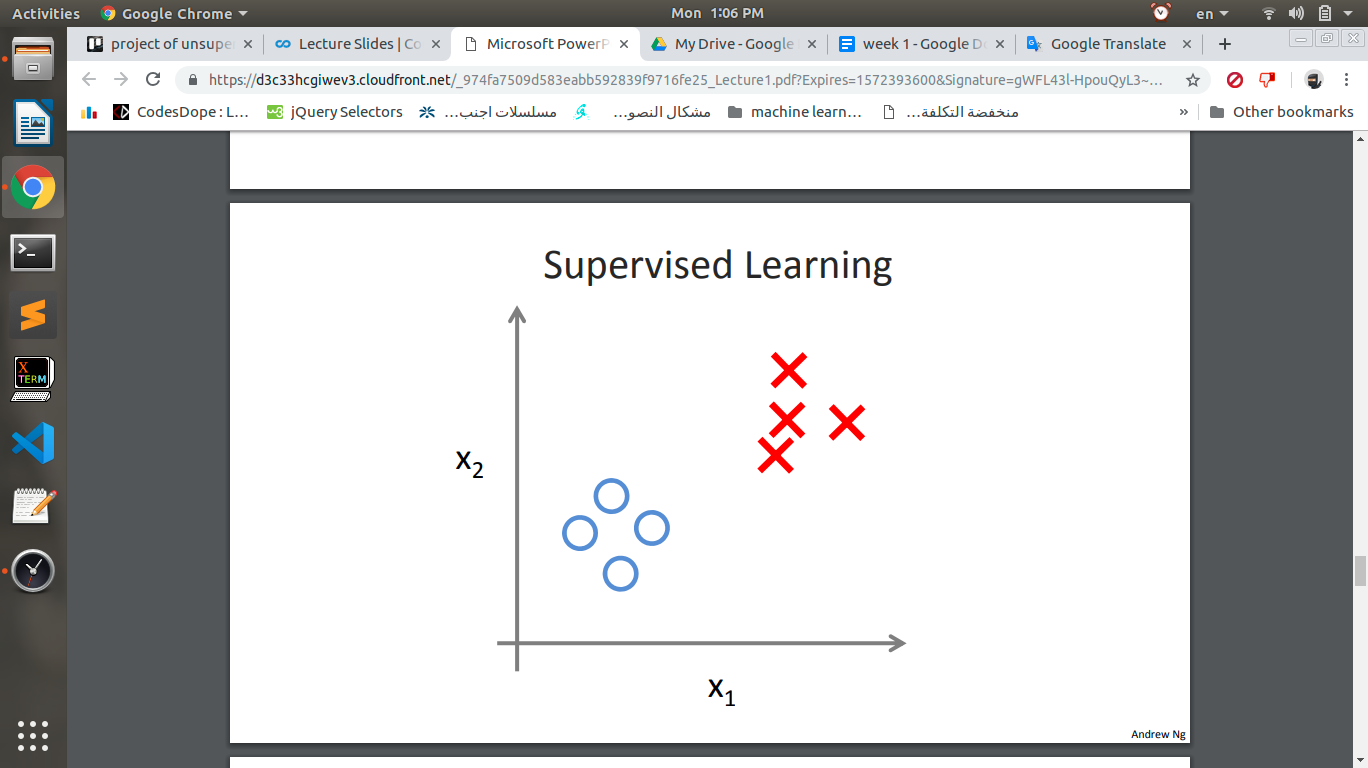 Activities Google Chrome Mon 1:06 PM en
project of unsupe Lecture Slides | Co Microsoft PowerP My Drive - Google week 1 - Google D Google Translate
https://d3c33hcgiwev3.cloudfront.net/_974fa7509d583eabb592839f9716fe25_Lecture1.pdf?Expires=1572393600&Signature=gWFL43l-HpouQyL3~...
CodesDope : L... jQuery Selectors مسلسلات اجنب... مشكال النصو... machine learn... منخفضة التكلفة... » Other bookmarks
Supervised Learning
x2
x1
Andrew Ng
X
TERM